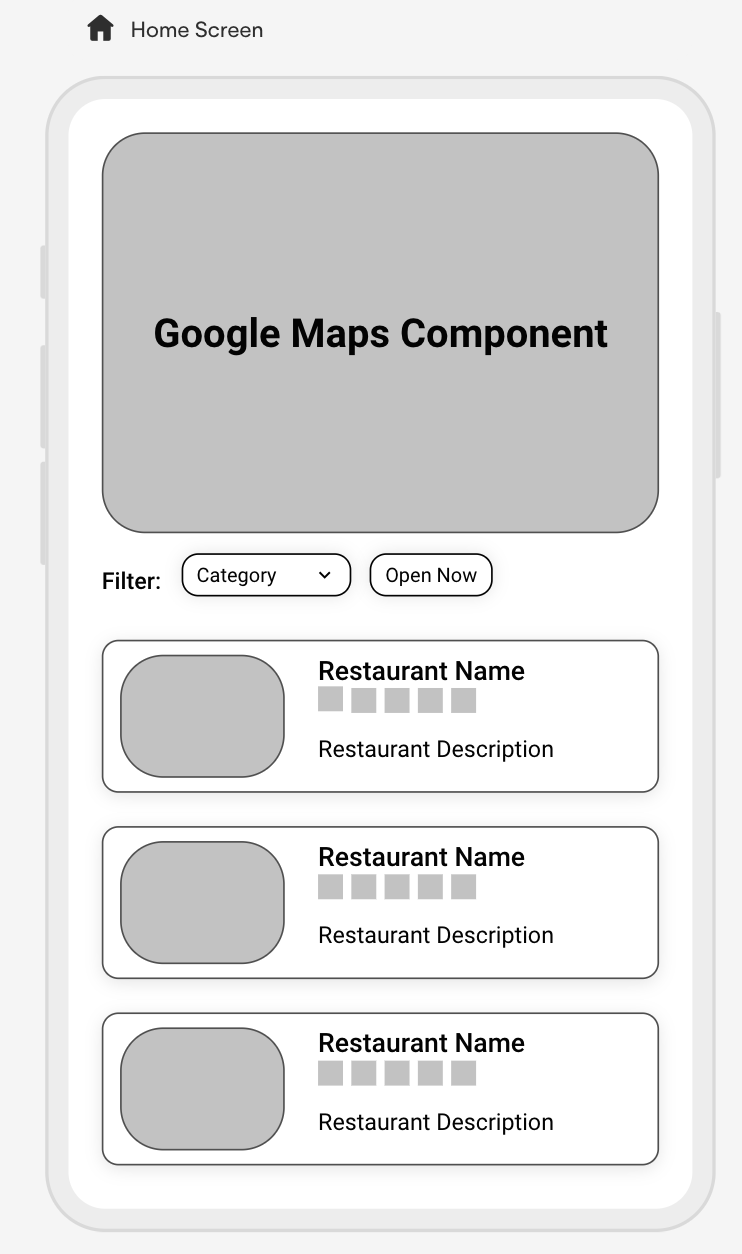 Home Screen
Google Maps Component
Filter: Category Open Now
Restaurant Name
Restaurant Description
Restaurant Name
Restaurant Description
Restaurant Name
Restaurant Description